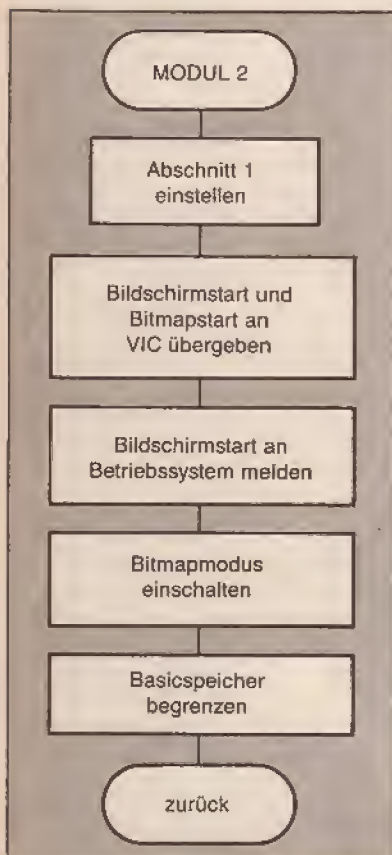 MODUL 2
Abschnitt 1
einstellen
Bildschirmstart und
Bitmapstart an
VIC übergeben
Bildschirmstart an
Betriebssystem melden
Bitmapmodus
einschalten
Basicspeicher
begrenzen
zurück